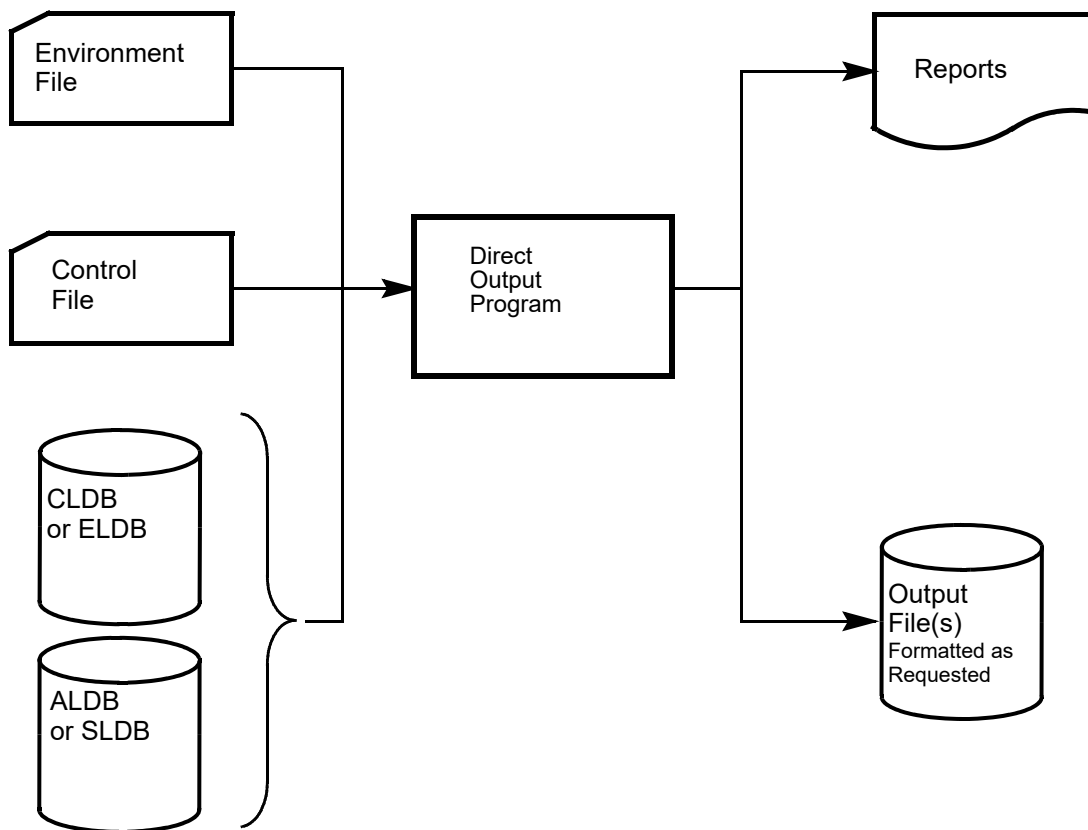 Environment
File
Reports
Control
File
Direct
Output
Program
CLDB
or ELDB
Output
File(s)
Formatted as
Requested
ALDB
or SLDB